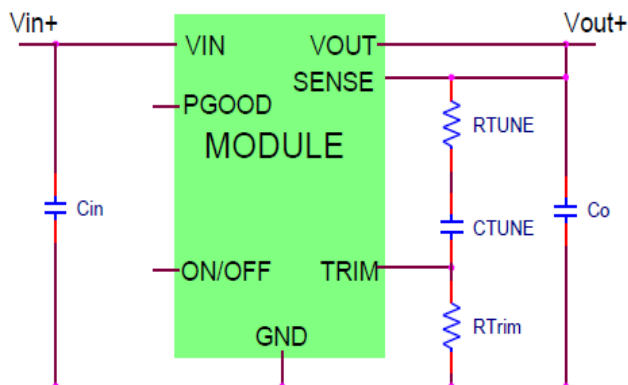 Vin+
Vout+
VIN
VOUT
SENSE
PGOOD
RTUNE
MODULE
Cin
CTUNE
Co
ON/OFF
TRIM
RTrim
GND